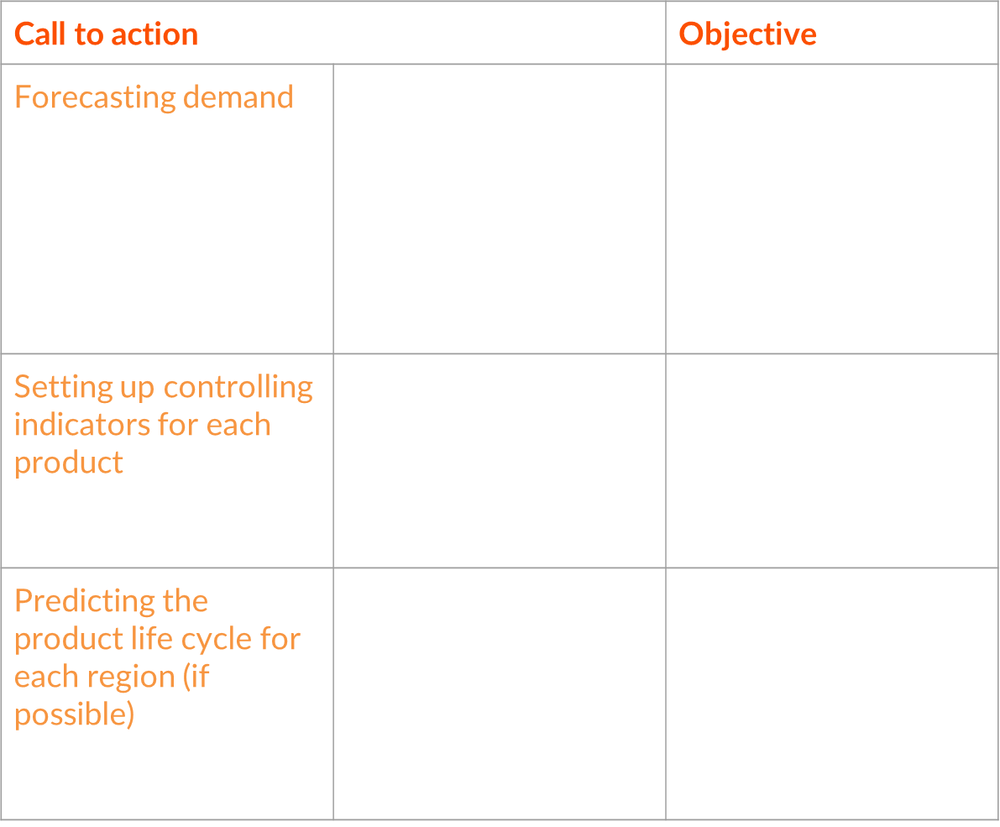 Call to action
Objective
Forecasting demand
Setting up controlling
indicators for each
product
Predicting the
product life cycle for
each region (if
possible)